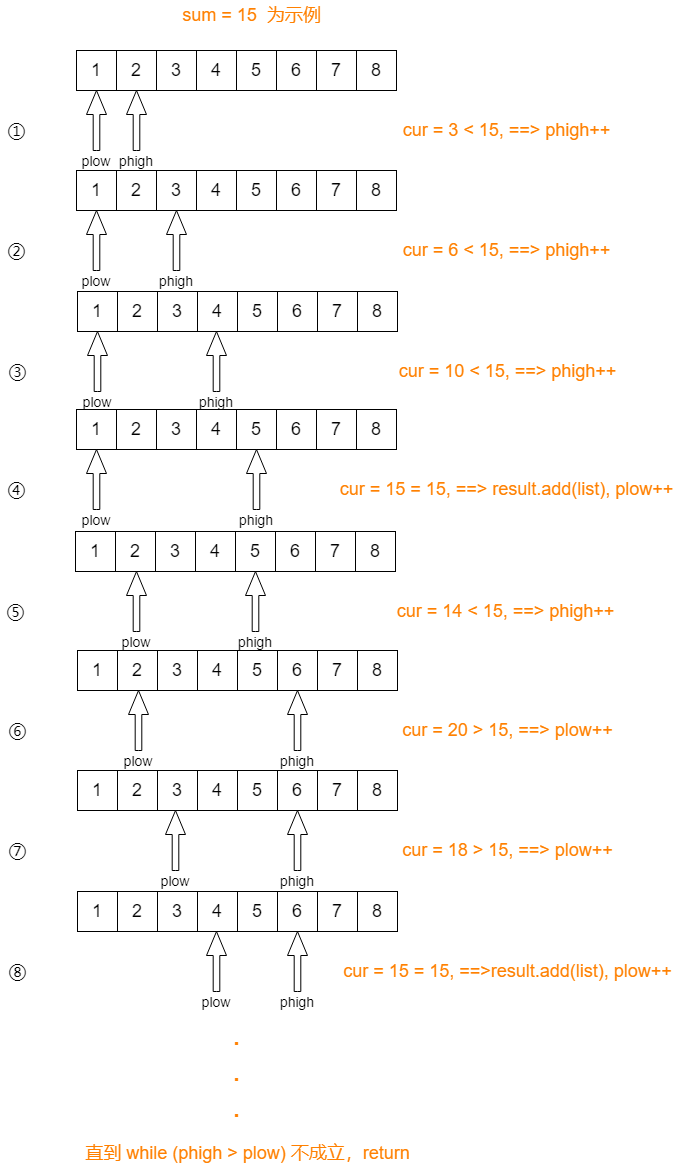 sum = 15 为示例
1 2 3 4 5 6 7 8
① cur = 3 < 15, ==> phigh++
plow phigh
1 2 3 4 5 6 7 8
② cur = 6 < 15, ==> phigh++
plow phigh
1 2 3 4 5 6 7 8
③ cur = 10 < 15, ==> phigh++
plow phigh
1 2 3 4 5 6 7 8
④ cur = 15 = 15, ==> result.add(list), plow++
plow phigh
1 2 3 4 5 6 7 8
⑤ cur = 14 < 15, ==> phigh++
plow phigh
1 2 3 4 5 6 7 8
⑥ cur = 20 > 15, ==> plow++
plow phigh
1 2 3 4 5 6 7 8
⑦ cur = 18 > 15, ==> plow++
plow phigh
1 2 3 4 5 6 7 8
⑧ cur = 15 = 15, ==>result.add(list), plow++
plow phigh
.
.
.
直到 while (phigh > plow) 不成立，return